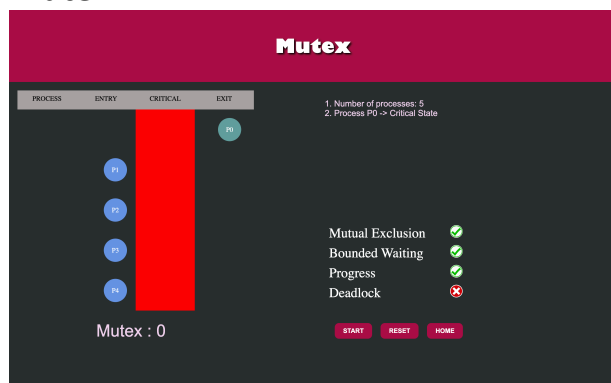 Mutex
PROCESS ENTRY CRITICAL EXIT
1. Number of processes: 5
2. Process P0 -> Critical State
P0
P1
P2
P3
P4
Mutual Exclusion
Bounded Waiting
Progress
Deadlock
Mutex : 0
START RESET HOME